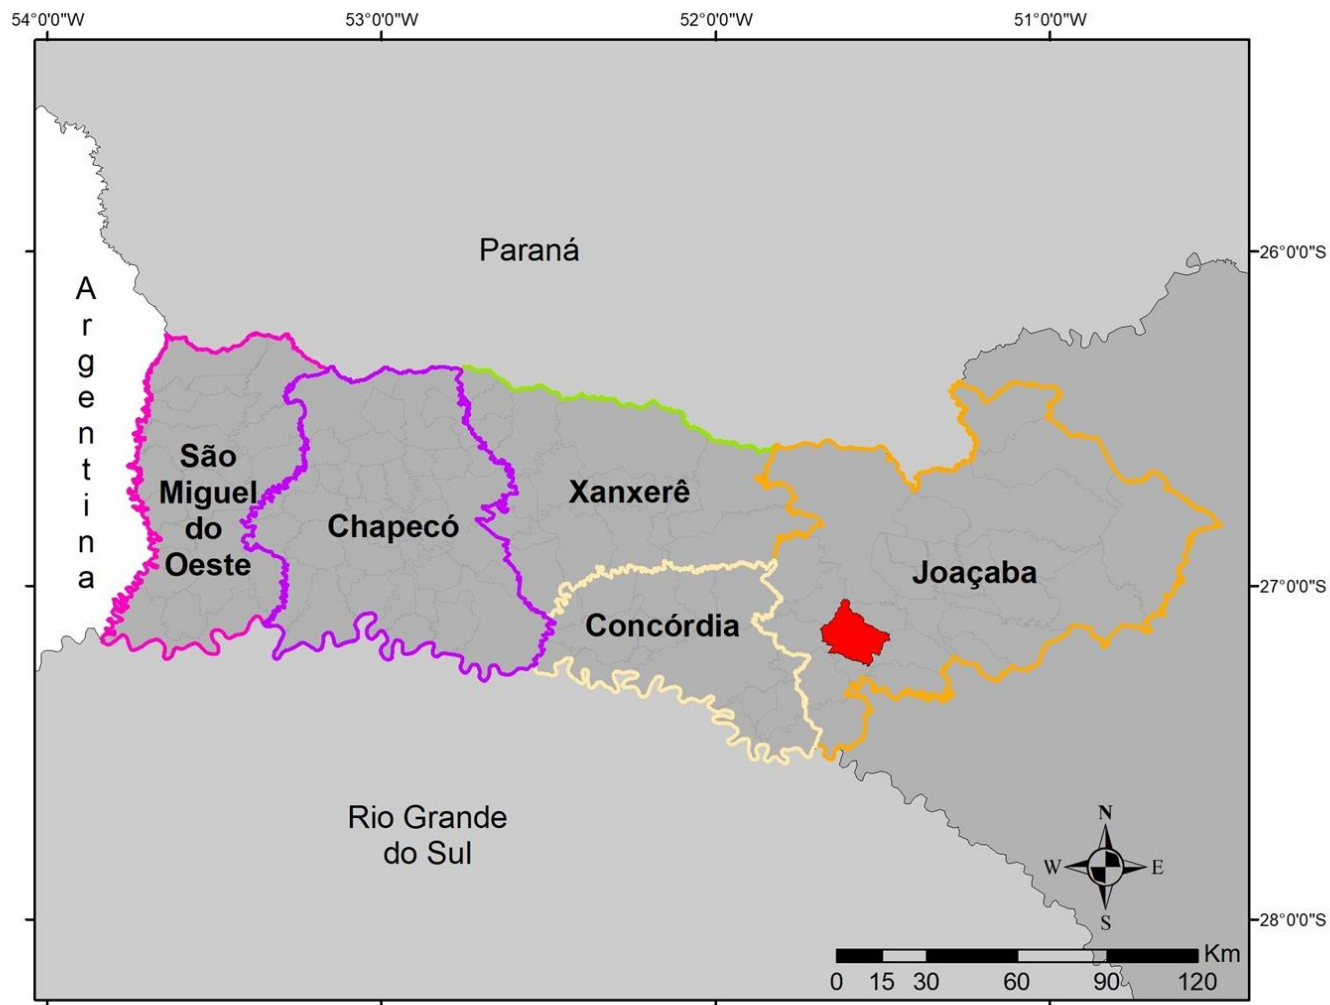 54°0'0"W 53°0'0"W 52°0'0"W 51°0'0"W
Paraná
26°0'0"S
Argentina
São
Miguel
do
Oeste
Chapecó
Xanxerê
Joaçaba
27°0'0"S
Concórdia
Rio Grande
do Sul
N
W E
S
28°0'0"S
Km
0 15 30 60 90 120